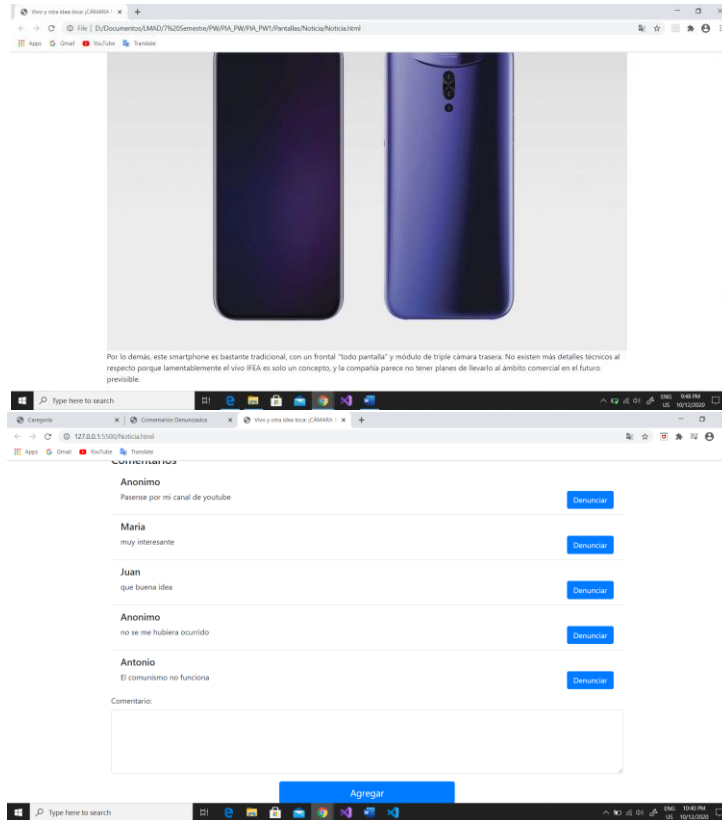 Vivo y otra idea loca: ¡CÁMARA
File | D:/Documentos/LMAD/7%20Semestre/PW/PIA_PW/PIA_PW1/Pantallas/Noticia/Noticia.html
Apps Gmail YouTube Translate
Por lo demás, este smartphone es bastante tradicional, con un frontal "todo pantalla" y módulo de triple cámara trasera. No existen más detalles técnicos al
respecto porque lamentablemente el vivo IFEA es solo un concepto, y la compañía parece no tener planes de llevarlo al ámbito comercial en el futuro
previsible.
Type here to search
ENG 9:48 PM
US 10/12/2020
Categoría Comentarios Denunciados Vivo y otra idea loca: ¡CÁMARA
127.0.0.1:5500/Noticia.html
Apps Gmail YouTube Translate
Comentarios
Anonimo
Pasense por mi canal de youtube
Denunciar
Maria
muy interesante
Denunciar
Juan
que buena idea
Denunciar
Anonimo
no se me hubiera ocurrido
Denunciar
Antonio
El comunismo no funciona
Denunciar
Comentario:
Agregar
Type here to search
ENG 10:40 PM
US 10/12/2020